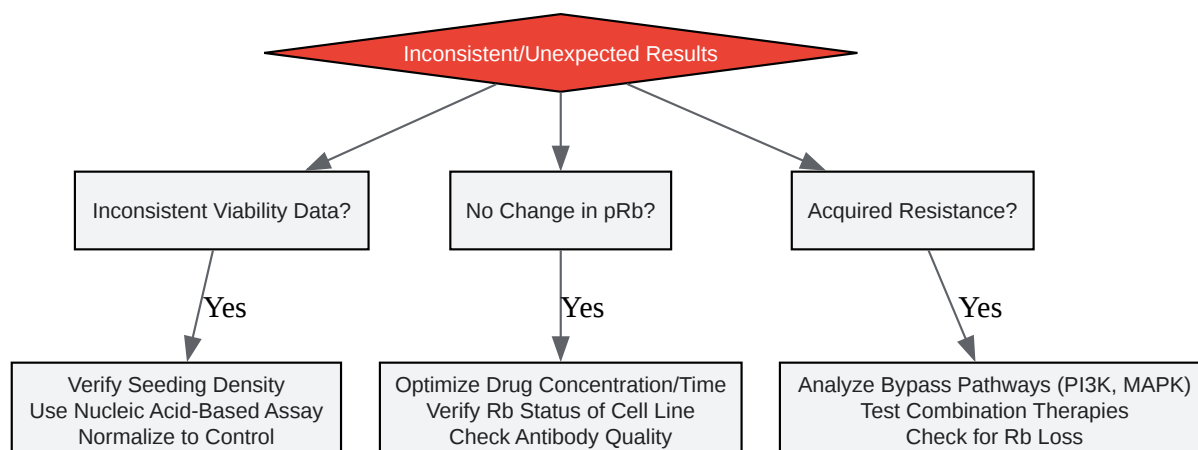 Inconsistent/Unexpected Results
Inconsistent Viability Data?
No Change in pRb?
Acquired Resistance?
Yes
Yes
Yes
Verify Seeding Density
Use Nucleic Acid-Based Assay
Normalize to Control
Optimize Drug Concentration/Time
Verify Rb Status of Cell Line
Check Antibody Quality
Analyze Bypass Pathways (PI3K, MAPK)
Test Combination Therapies
Check for Rb Loss